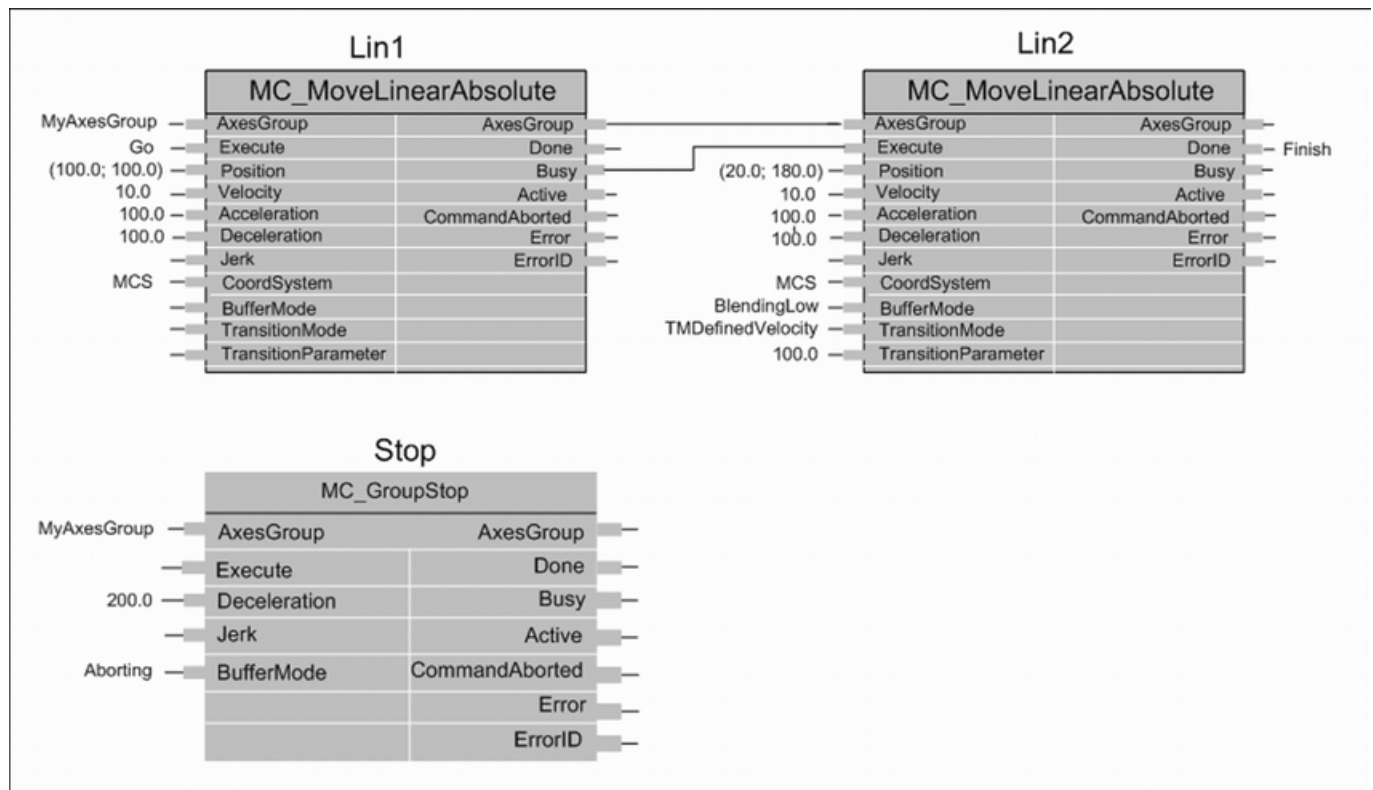 Lin1
MC_MoveLinearAbsolute
MyAxesGroup AxesGroup AxesGroup
Go Execute Done
(100.0; 100.0) Position Busy
10.0 Velocity Active
100.0 Acceleration CommandAborted
100.0 Deceleration Error
Jerk ErrorID
MCS CoordSystem
BufferMode
TransitionMode
TransitionParameter
Lin2
MC_MoveLinearAbsolute
AxesGroup AxesGroup
Execute Done Finish
(20.0; 180.0) Position Busy
10.0 Velocity Active
100.0 Acceleration CommandAborted
100.0 Deceleration Error
Jerk ErrorID
MCS CoordSystem
BlendingLow BufferMode
TMDefinedVelocity TransitionMode
100.0 TransitionParameter
Stop
MC_GroupStop
MyAxesGroup AxesGroup AxesGroup
Execute Done
200.0 Deceleration Busy
Jerk Active
Aborting BufferMode CommandAborted
Error
ErrorID